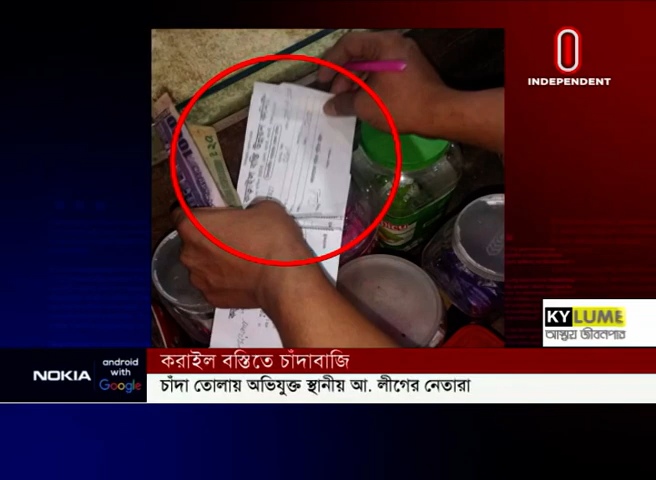 INDEPENDENT
KYLUME
আস্থায় জীবনভর
NOKIA
android
with
Google
করাইল বস্তিতে চাঁদাবাজি
চাঁদা তোলায় অভিযুক্ত স্থানীয় আ. লীগের নেতারা